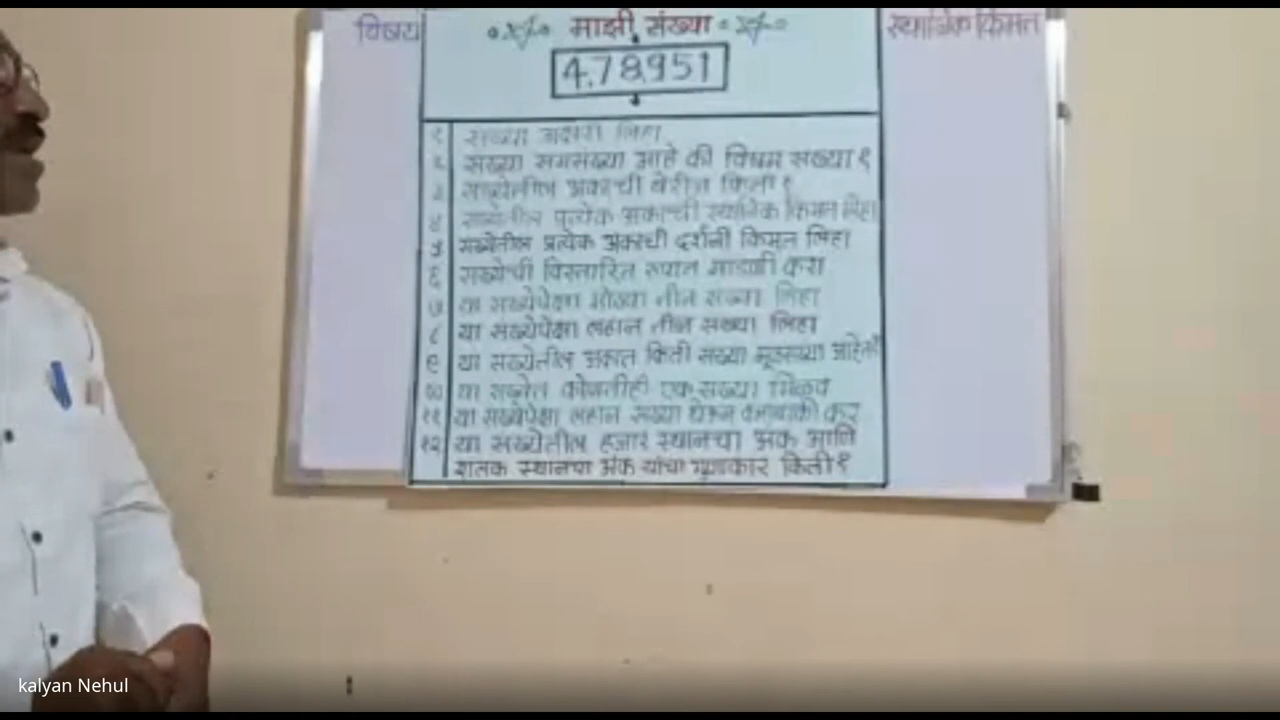 विषय
माझी संख्या
स्थानिक किंमत
4,78,951
१ संख्या अक्षरी लिहा
२ संख्या समसंख्या आहे की विषम संख्या ?
३ संख्येतील अंकाची बेरीज किती ?
४ संख्येतील प्रत्येक अंकाची स्थानिक किंमत लिहा
५ संख्येतील प्रत्येक अंकाची दर्शनी किंमत लिहा
६ संख्येची विस्तारित रुपात मांडणी करा
७ या संख्येपेक्षा मोठ्या तीन संख्या लिहा
८ या संख्येपेक्षा लहान तीन संख्या लिहा
९ या संख्येतील अंकात किती संख्या मूळसंख्या आहेत
१० या संख्येत कोणतीही एक संख्या मिळव
११ या संख्येपेक्षा लहान संख्या घेऊन वजाबाकी कर
१२ या संख्येतील हजार स्थानचा अंक आणि
शतक स्थानचा अंक यांचा गुणाकार किती ?
kalyan Nehul